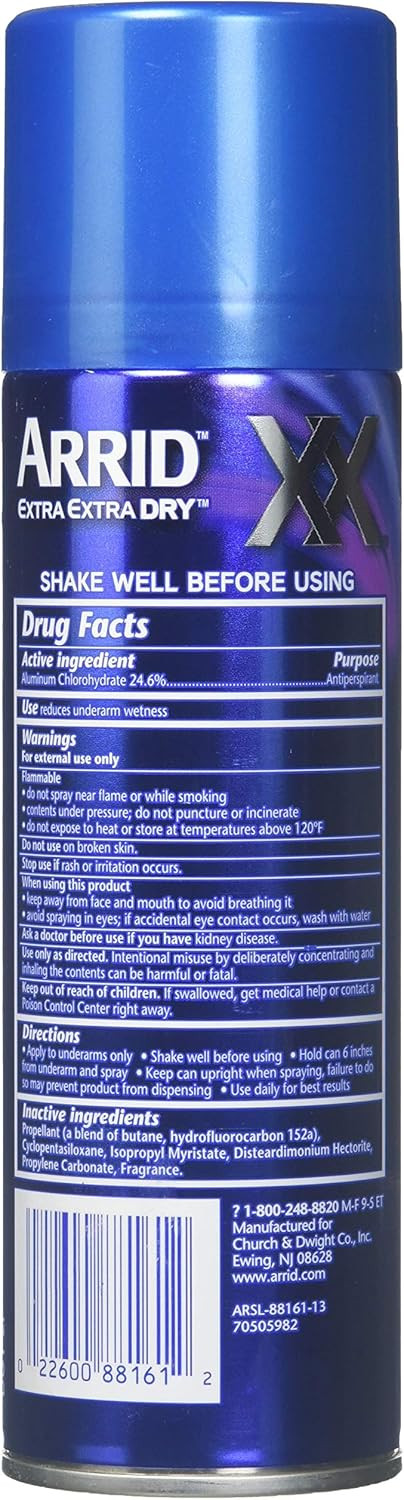 ARRID™ XX
EXTRA EXTRA DRY™
SHAKE WELL BEFORE USING
Drug Facts
Active ingredient Purpose
Aluminum Chlorohydrate 24.6%......................................Antiperspirant
Use reduces underarm wetness
Warnings
For external use only
Flammable
• do not spray near flame or while smoking
• contents under pressure; do not puncture or incinerate
• do not expose to heat or store at temperatures above 120°F
Do not use on broken skin.
Stop use if rash or irritation occurs.
When using this product
• keep away from face and mouth to avoid breathing it
• avoid spraying in eyes; if accidental eye contact occurs, wash with water
Ask a doctor before use if you have kidney disease.
Use only as directed. Intentional misuse by deliberately concentrating and
inhaling the contents can be harmful or fatal.
Keep out of reach of children. If swallowed, get medical help or contact a
Poison Control Center right away.
Directions
• Apply to underarms only • Shake well before using • Hold can 6 inches
from underarm and spray • Keep can upright when spraying, failure to do
so may prevent product from dispensing • Use daily for best results
Inactive ingredients
Propellant (a blend of butane, hydrofluorocarbon 152a),
Cyclopentasiloxane, Isopropyl Myristate, Disteardimonium Hectorite,
Propylene Carbonate, Fragrance.
? 1-800-248-8820 M-F 9-5 ET
Manufactured for
Church & Dwight Co., Inc.
Ewing, NJ 08628
www.arrid.com
ARSL-88161-13
70505982
0 22600 88161 2